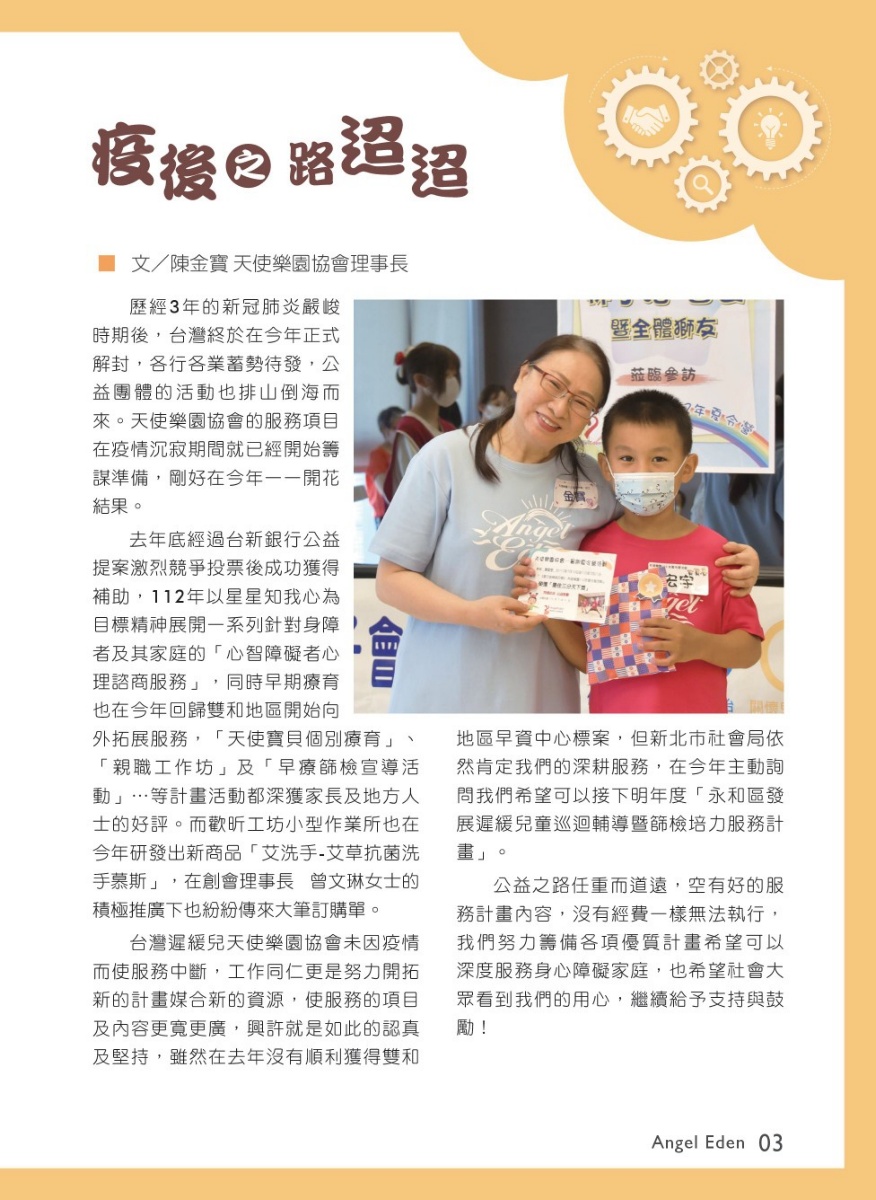 疫後之路迢迢
文／陳金寶 天使樂園協會理事長
歷經3年的新冠肺炎嚴峻
時期後，台灣終於在今年正式
解封，各行各業蓄勢待發，公
益團體的活動也排山倒海而
來。天使樂園協會的服務項目
在疫情沉寂期間就已經開始籌
謀準備，剛好在今年一一開花
結果。
去年底經過台新銀行公益
提案激烈競爭投票後成功獲得
補助，112年以星星知我心為
目標精神展開一系列針對身障
者及其家庭的「心智障礙者心
理諮商服務」，同時早期療育
也在今年回歸雙和地區開始向
外拓展服務，「天使寶貝個別療育」、
「親職工作坊」及「早療篩檢宣導活
動」…等計畫活動都深獲家長及地方人
士的好評。而歡昕工坊小型作業所也在
今年研發出新商品「艾洗手-艾草抗菌洗
手慕斯」，在創會理事長 曾文琳女士的
積極推廣下也紛紛傳來大筆訂購單。
台灣遲緩兒天使樂園協會未因疫情
而使服務中斷，工作同仁更是努力開拓
新的計畫媒合新的資源，使服務的項目
及內容更寬更廣，興許就是如此的認真
及堅持，雖然在去年沒有順利獲得雙和
暨全體獅友
蒞臨參訪
年夏令營
金寶
Angel
宏宇
會
地區早資中心標案，但新北市社會局依
然肯定我們的深耕服務，在今年主動詢
問我們希望可以接下明年度「永和區發
展遲緩兒童巡迴輔導暨篩檢培力服務計
畫」。
公益之路任重而道遠，空有好的服
務計畫內容，沒有經費一樣無法執行，
我們努力籌備各項優質計畫希望可以
深度服務身心障礙家庭，也希望社會大
眾看到我們的用心，繼續給予支持與鼓
勵！
Angel Eden 03